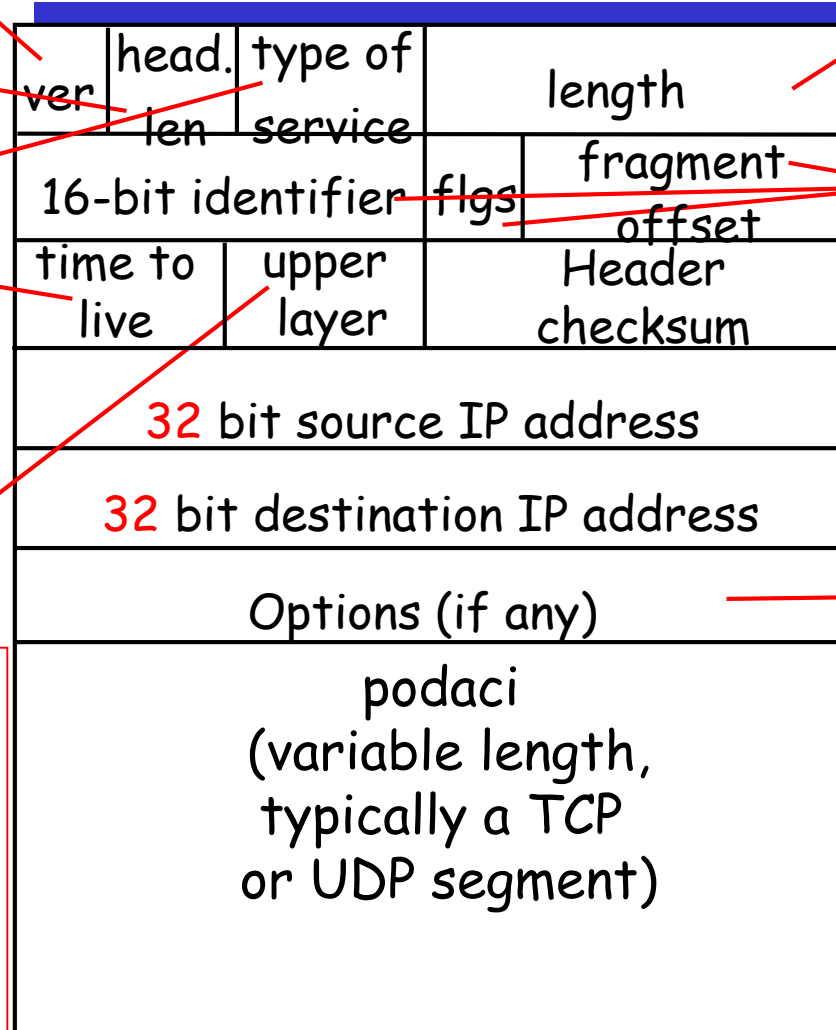 ver
head.
len
type of
service
length
16-bit identifier
flgs
fragment
offset
time to
live
upper
layer
Header
checksum
32 bit source IP address
32 bit destination IP address
Options (if any)
podaci
(variable length,
typically a TCP
or UDP segment)